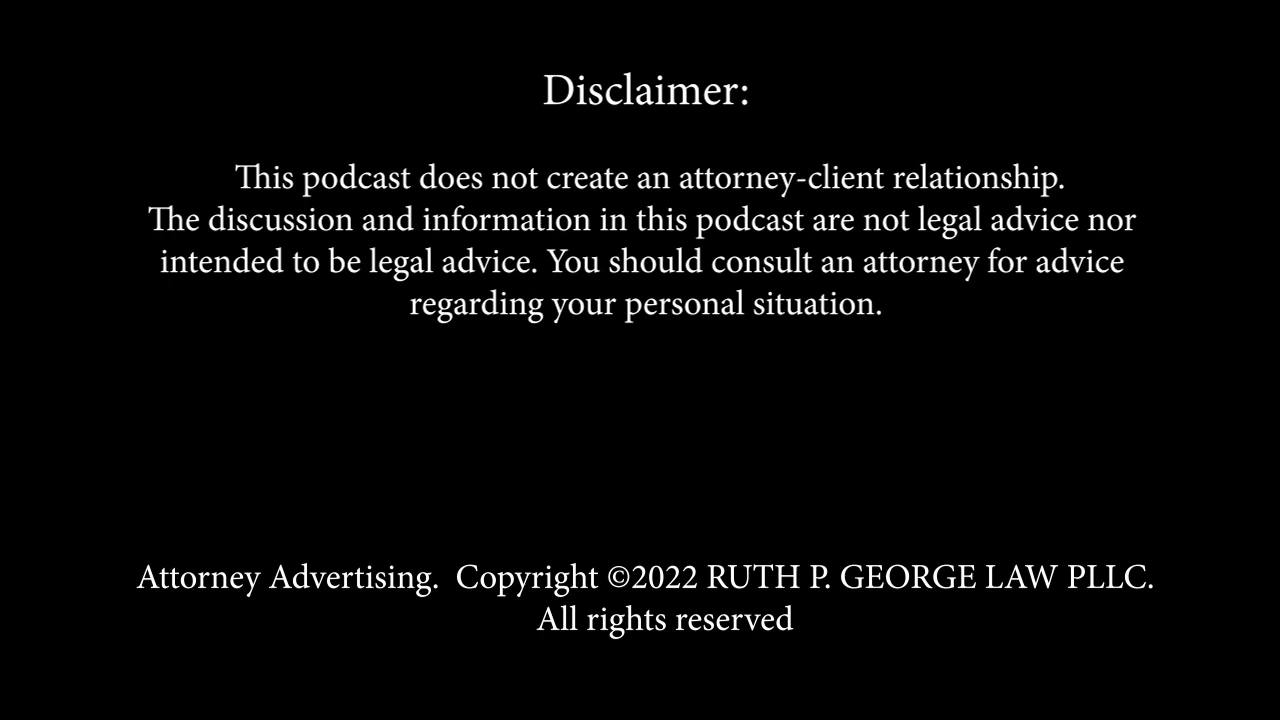 Disclaimer:
This podcast does not create an attorney-client relationship.
The discussion and information in this podcast are not legal advice nor
intended to be legal advice. You should consult an attorney for advice
regarding your personal situation.
Attorney Advertising.  Copyright ©2022 RUTH P. GEORGE LAW PLLC.
All rights reserved